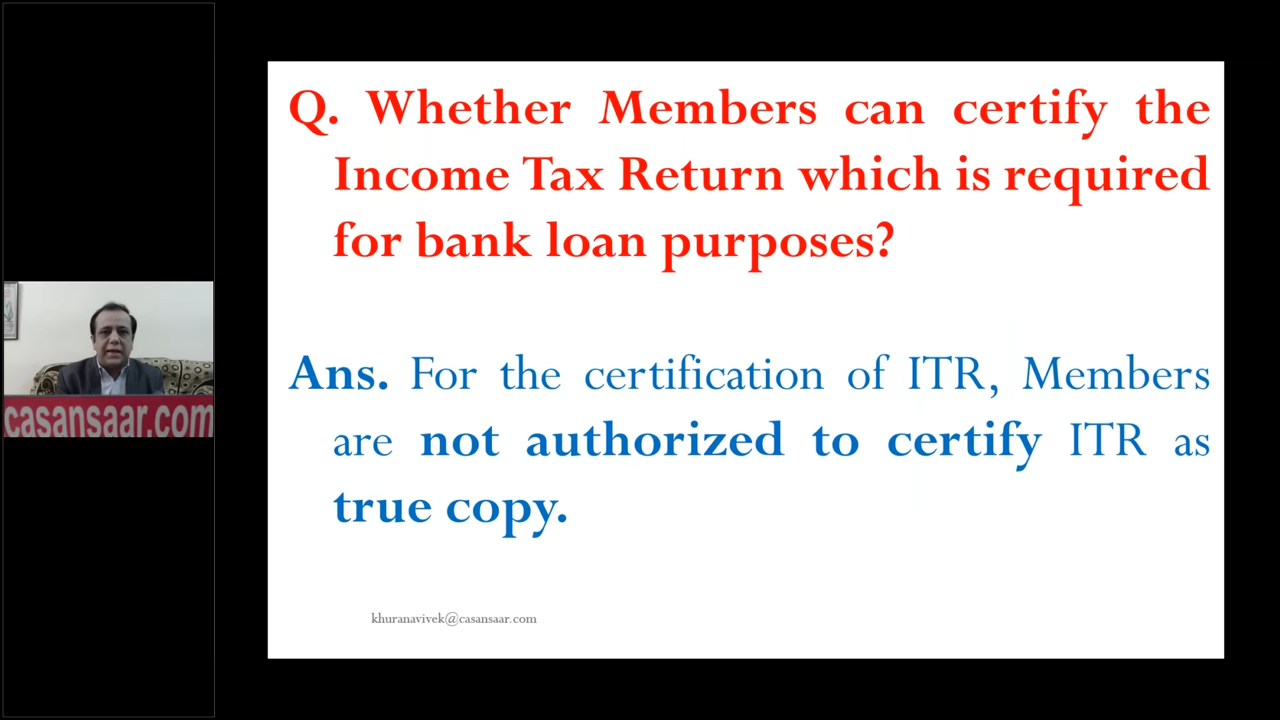 Q. Whether Members can certify the
Income Tax Return which is required
for bank loan purposes?
Ans. For the certification of ITR, Members
are not authorized to certify ITR as
true copy.
khuranavivek@casansaar.com
casansaar.com